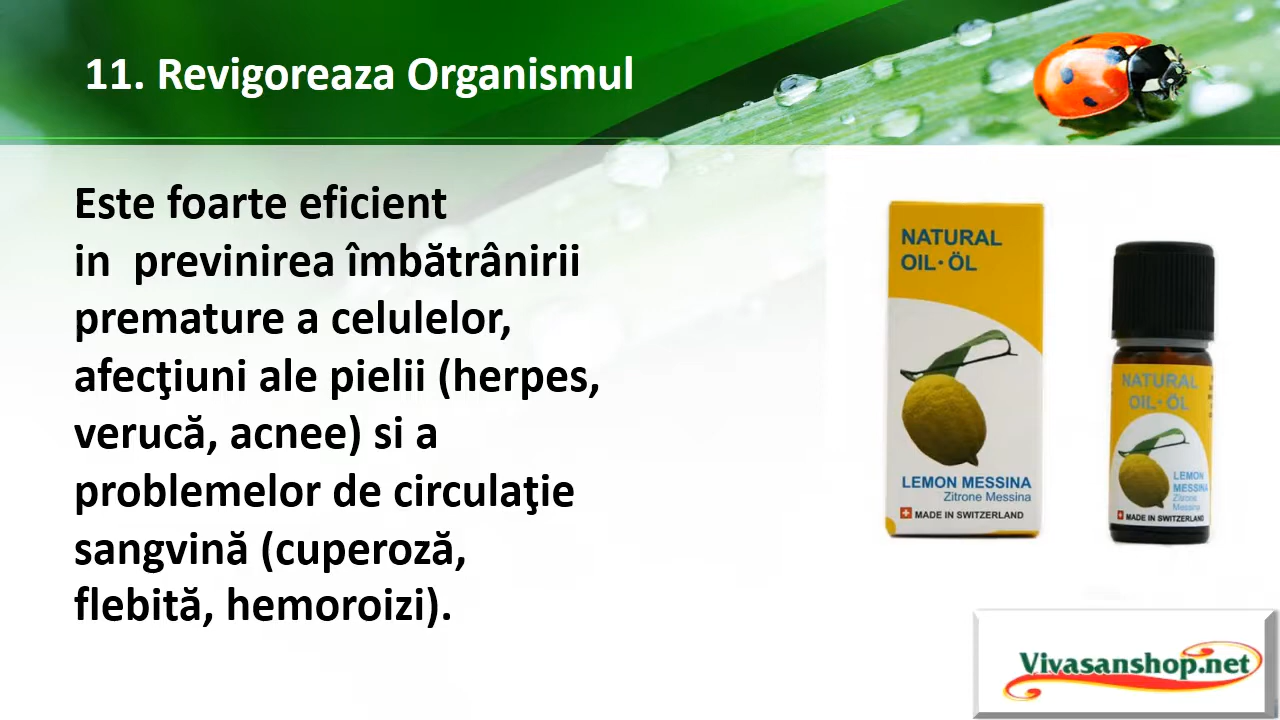 11. Revigoreaza Organismul
Este foarte eficient
in  previnirea îmbătrânirii
premature a celulelor,
afecţiuni ale pielii (herpes,
verucă, acnee) si a
problemelor de circulaţie
sangvină (cuperoză,
flebită, hemoroizi).
NATURAL
OIL·ÖL
LEMON MESSINA
Zitrone Messina
MADE IN SWITZERLAND
NATURAL
OIL·ÖL
LEMON
MESSINA
Zitrone
Messina
MADE IN SWITZERLAND
Vivasanshop.net